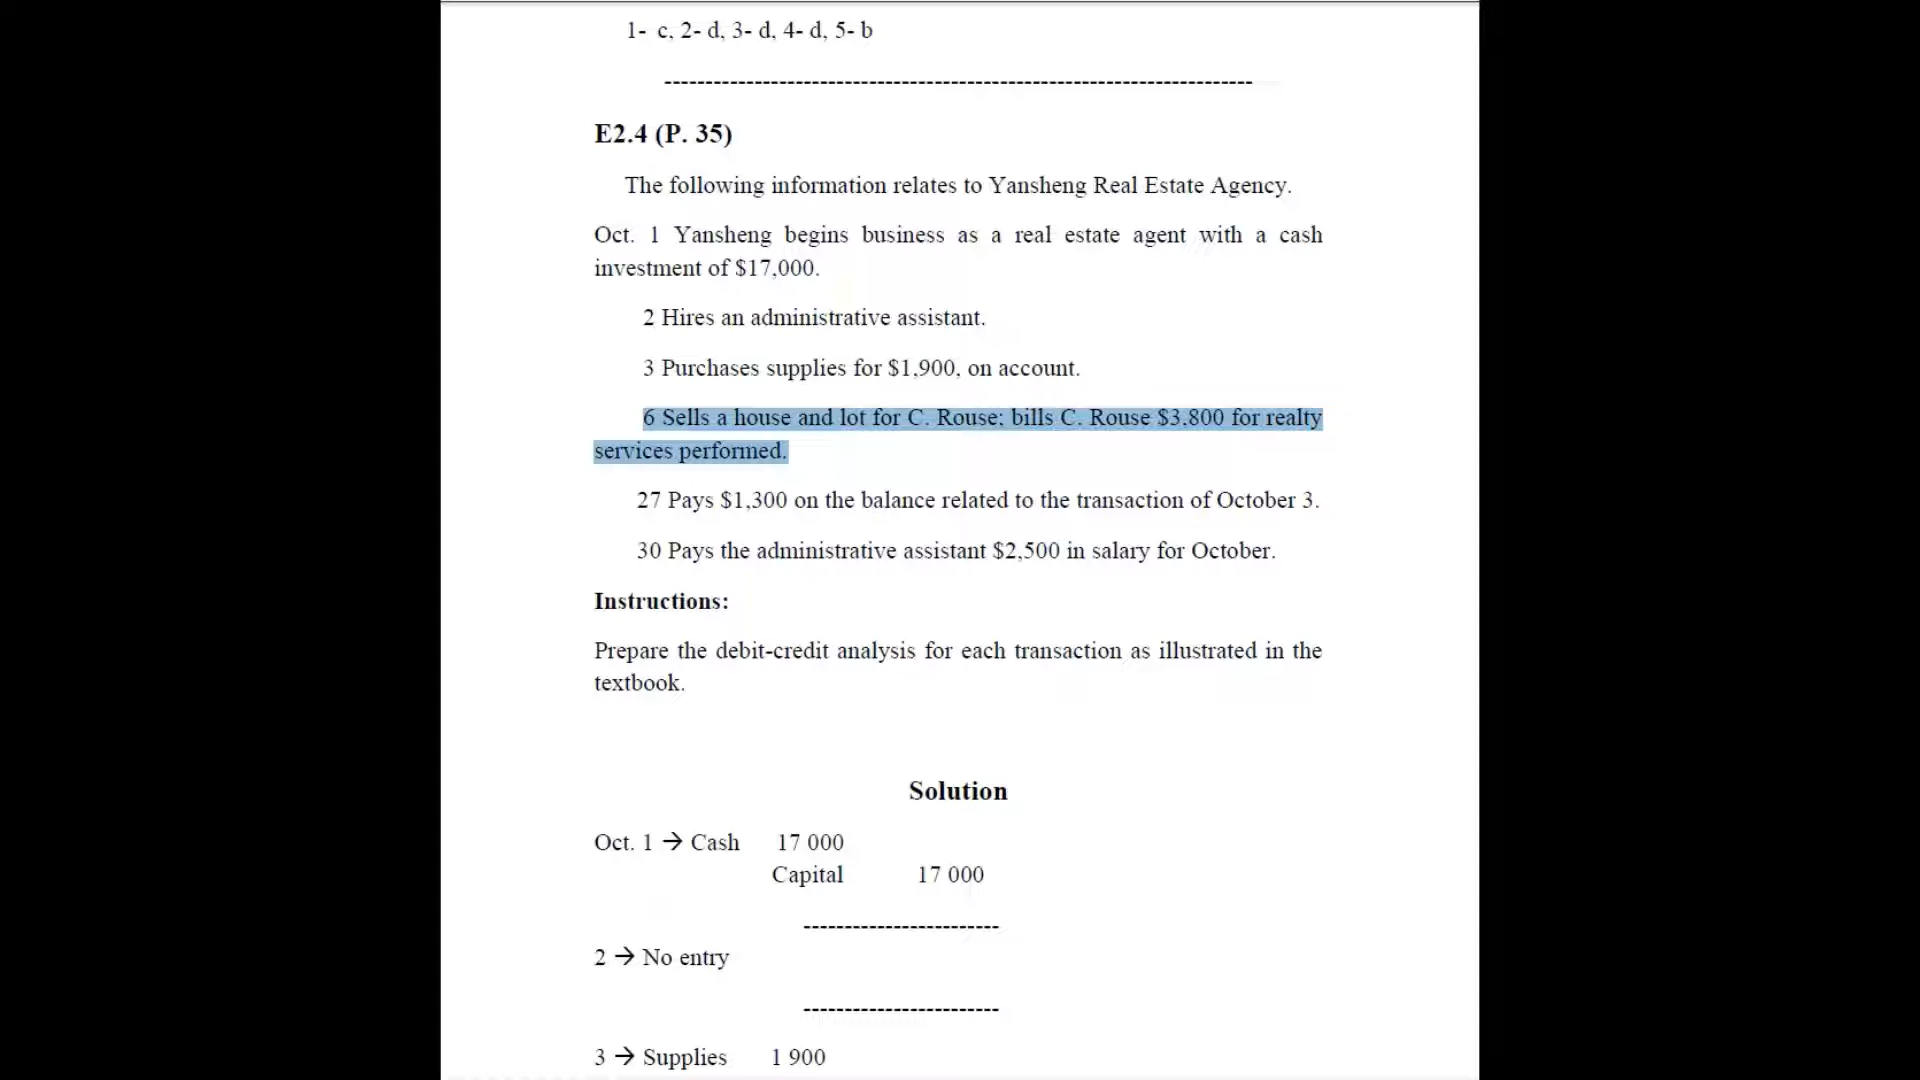 1- c, 2- d, 3- d, 4- d, 5- b
-----------------------------------------------------------------------
E2.4 (P. 35)
The following information relates to Yansheng Real Estate Agency.
Oct. 1 Yansheng begins business as a real estate agent with a cash
investment of $17,000.
2 Hires an administrative assistant.
3 Purchases supplies for $1,900, on account.
6 Sells a house and lot for C. Rouse; bills C. Rouse $3,800 for realty
services performed.
27 Pays $1,300 on the balance related to the transaction of October 3.
30 Pays the administrative assistant $2,500 in salary for October.
Instructions:
Prepare the debit-credit analysis for each transaction as illustrated in the
textbook.
Solution
Oct. 1 → Cash 17 000
Capital 17 000
------------------------
2 → No entry
------------------------
3 → Supplies 1 900